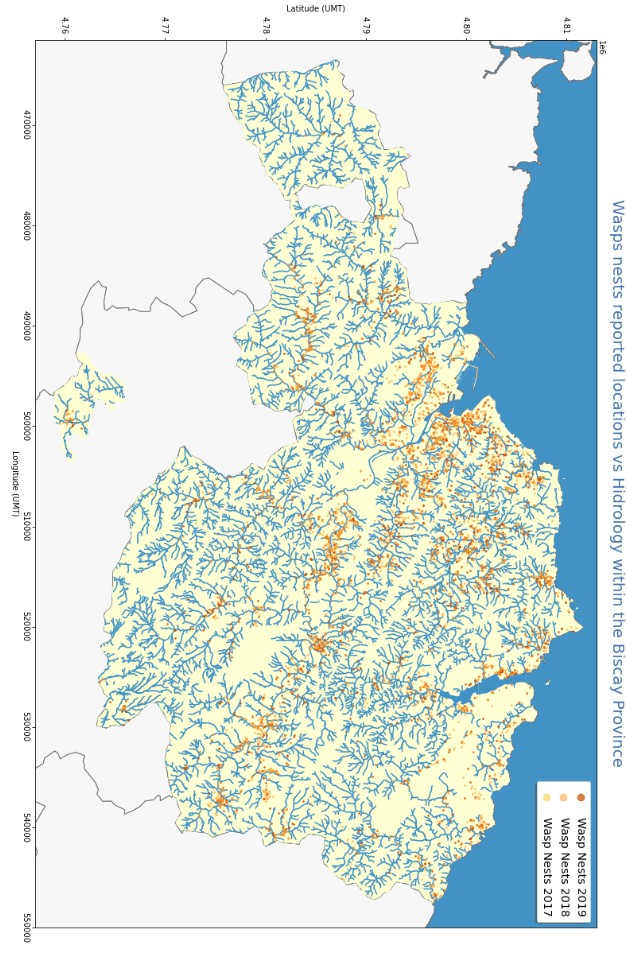 Wasps nests reported locations vs Hidrology within the Biscay Province
1e6
4.81
4.80
4.79
4.78
4.77
4.76
Latitude (UMT)
Wasp Nests 2019
Wasp Nests 2018
Wasp Nests 2017
470000 480000 490000 500000 510000 520000 530000 540000 550000
Longitude (UMT)